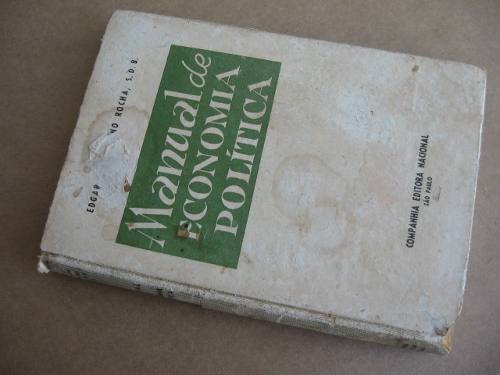 EDGAR NO ROCHA, S.D.B.
Manual de
ECONOMIA
POLÍTICA
COMPANHIA EDITORA NACIONAL
SÃO PAULO